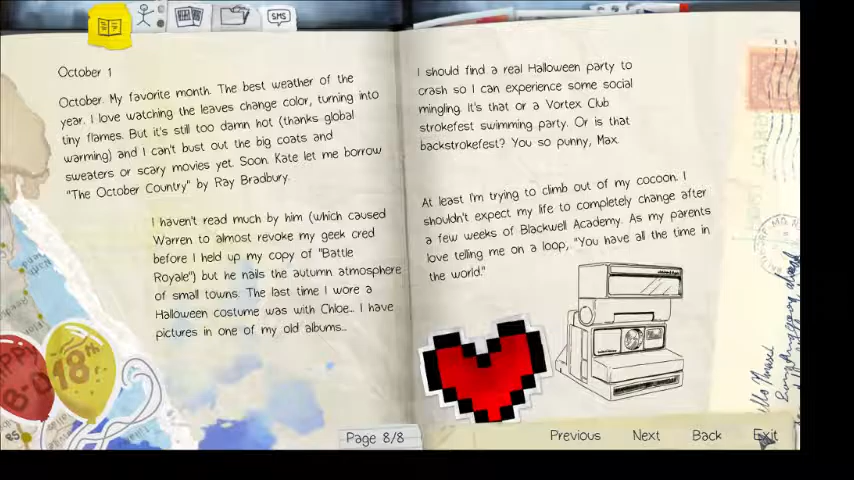 SMS
October 1
October. My favorite month. The best weather of the
year. I love watching the leaves change color, turning into
tiny flames. But it's still too damn hot (thanks global
warming) and I can't bust out the big coats and
sweaters or scary movies yet. Soon. Kate let me borrow
"The October Country" by Ray Bradbury.
I haven't read much by him (which caused
Warren to almost revoke my geek cred
before I held up my copy of "Battle
Royale") but he nails the autumn atmosphere
of small towns. The last time I wore a
Halloween costume was with Chloe... I have
pictures in one of my old albums...
I should find a real Halloween party to
crash so I can experience some social
mingling. It's that or a Vortex Club
strokefest swimming party. Or is that
backstrokefest? You so punny, Max.
At least I'm trying to climb out of my cocoon. I
shouldn't expect my life to completely change after
a few weeks of Blackwell Academy. As my parents
love telling me on a loop, "You have all the time in
the world."
18th
Page 8/8
Previous
Next
Back
Exit